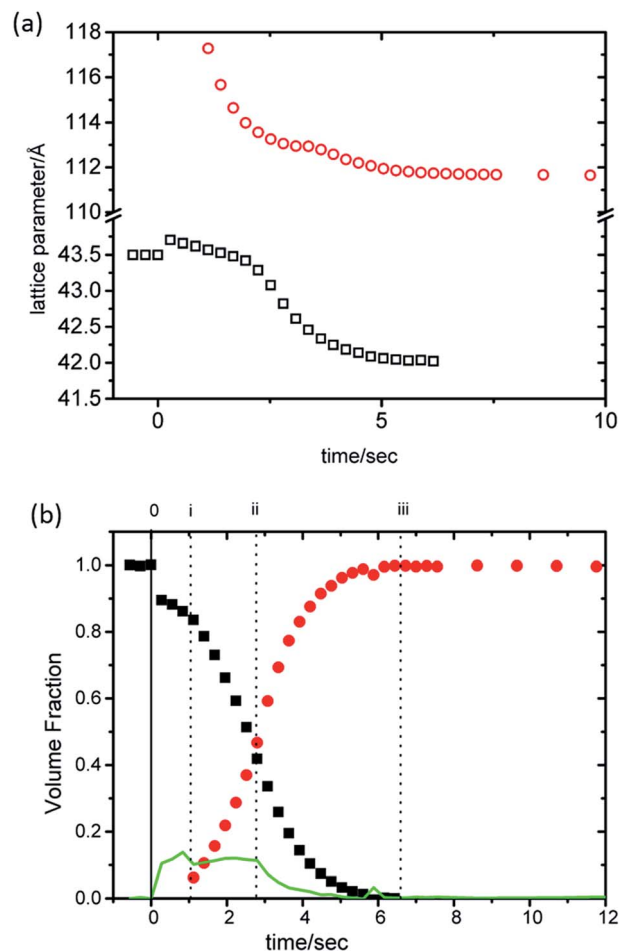 (a)
118
116
114
112
110
43.5
43.0
42.5
42.0
41.5
lattice parameter/Å
0 5 10
time/sec
(b)
0 i ii iii
1.0
0.8
0.6
0.4
0.2
0.0
Volume Fraction
0 2 4 6 8 10 12
time/sec